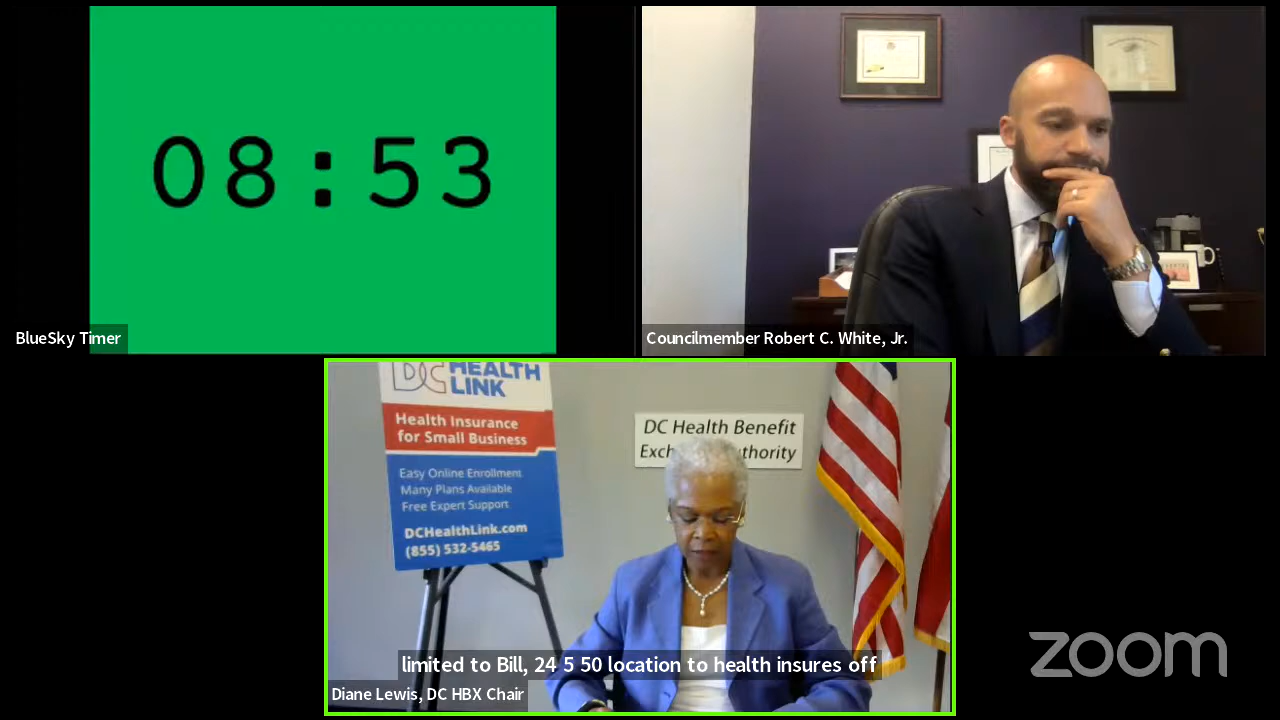 08:53
BlueSky Timer
Councilmember Robert C. White, Jr.
DC HEALTH
LINK
Health Insurance
for Small Business
Easy Online Enrollment
Many Plans Available
Free Expert Support
DCHealthLink.com
(855) 532-5465
DC Health Benefit
limited to Bill, 24 5 50 location to health insures off
Diane Lewis, DC HBX Chair
zoom